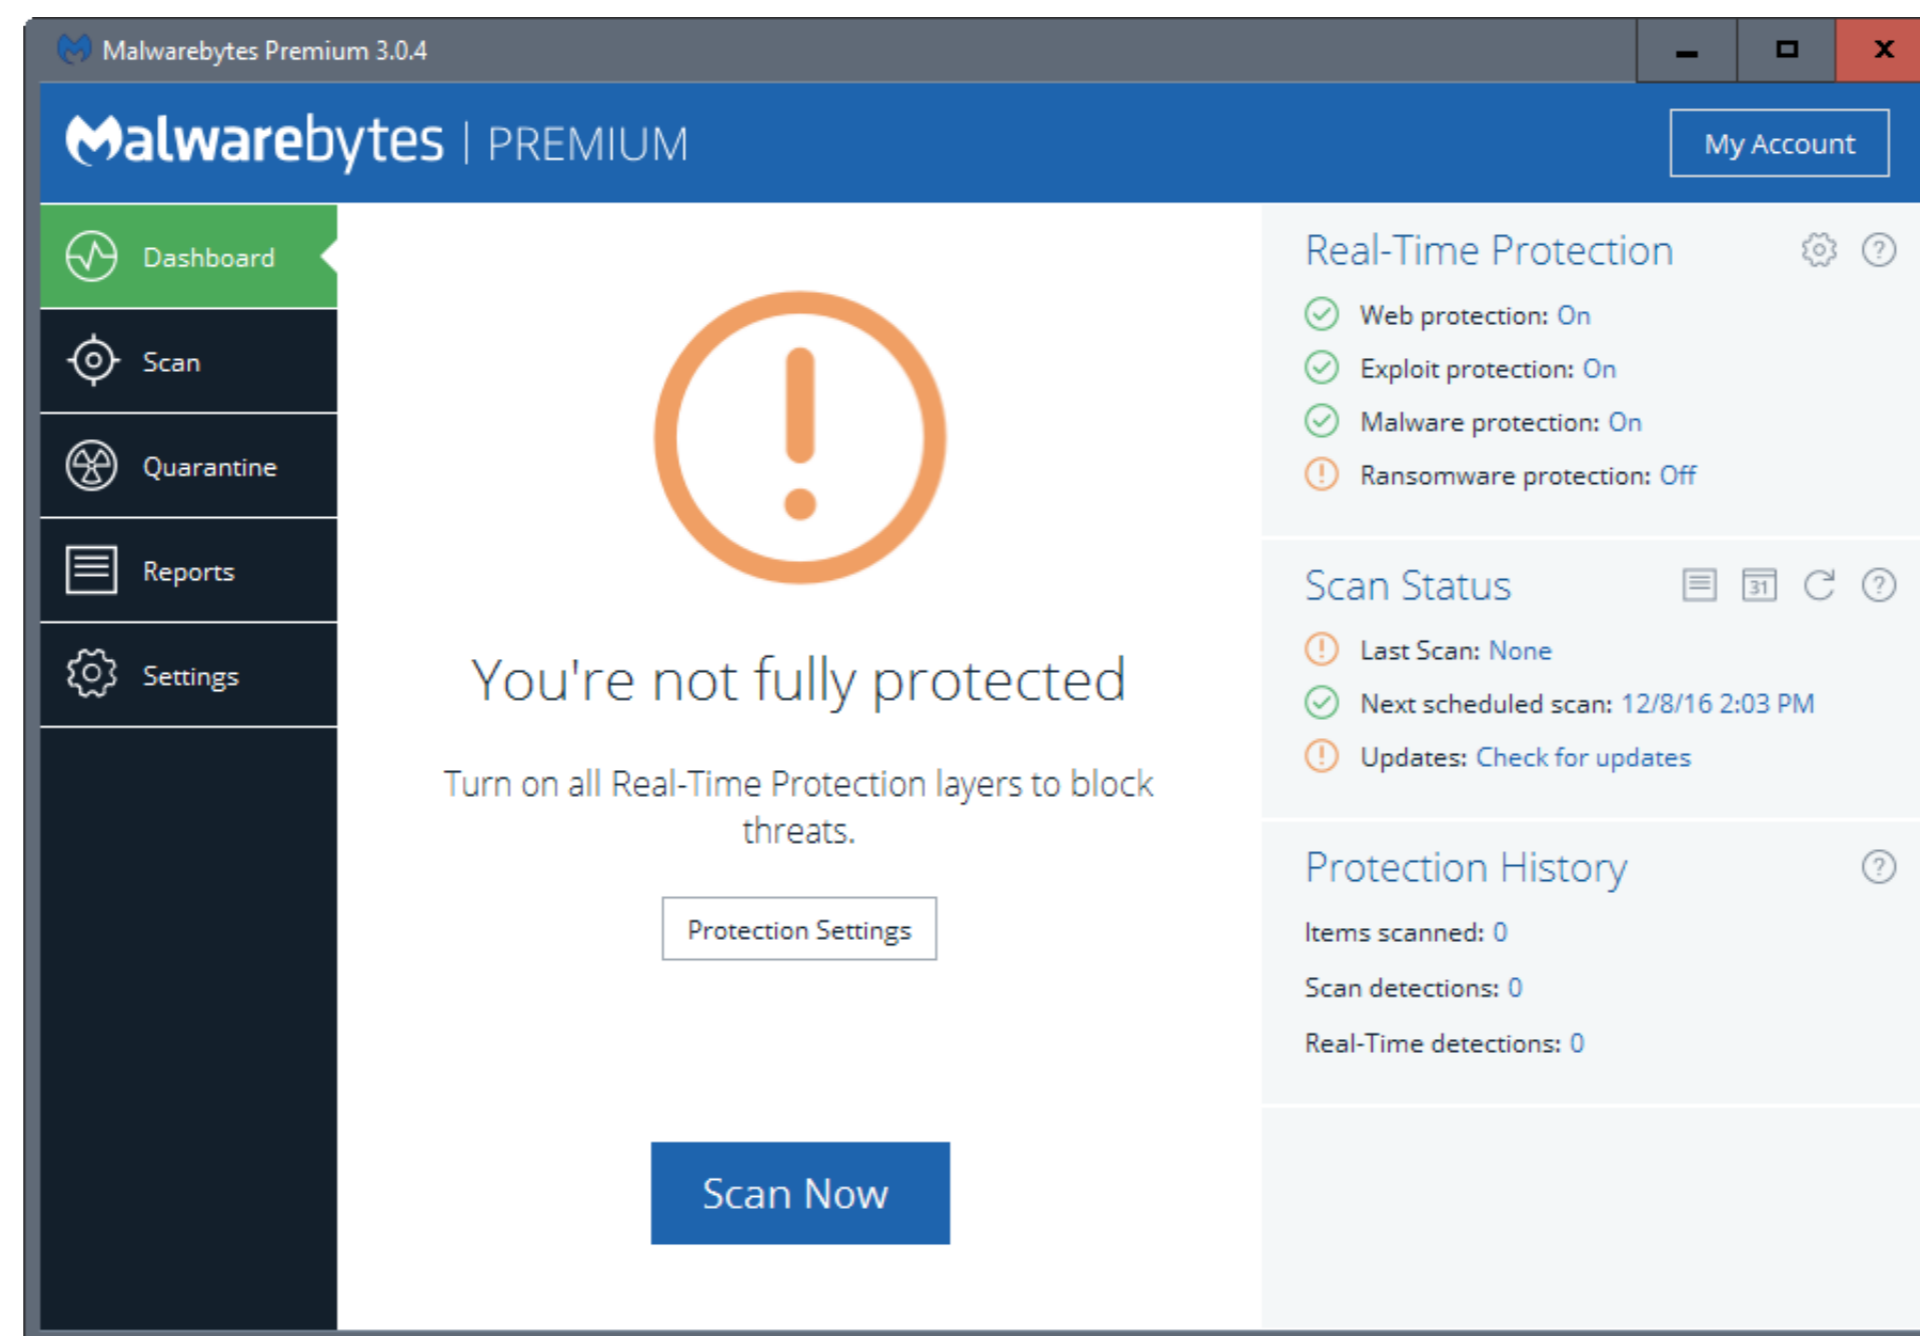 Malwarebytes Premium 3.0.4
Malwarebytes | PREMIUM
My Account
Dashboard
Scan
Quarantine
Reports
Settings
You're not fully protected
Turn on all Real-Time Protection layers to block
threats.
Protection Settings
Scan Now
Real-Time Protection
Web protection: On
Exploit protection: On
Malware protection: On
Ransomware protection: Off
Scan Status
31
Last Scan: None
Next scheduled scan: 12/8/16 2:03 PM
Updates: Check for updates
Protection History
Items scanned: 0
Scan detections: 0
Real-Time detections: 0